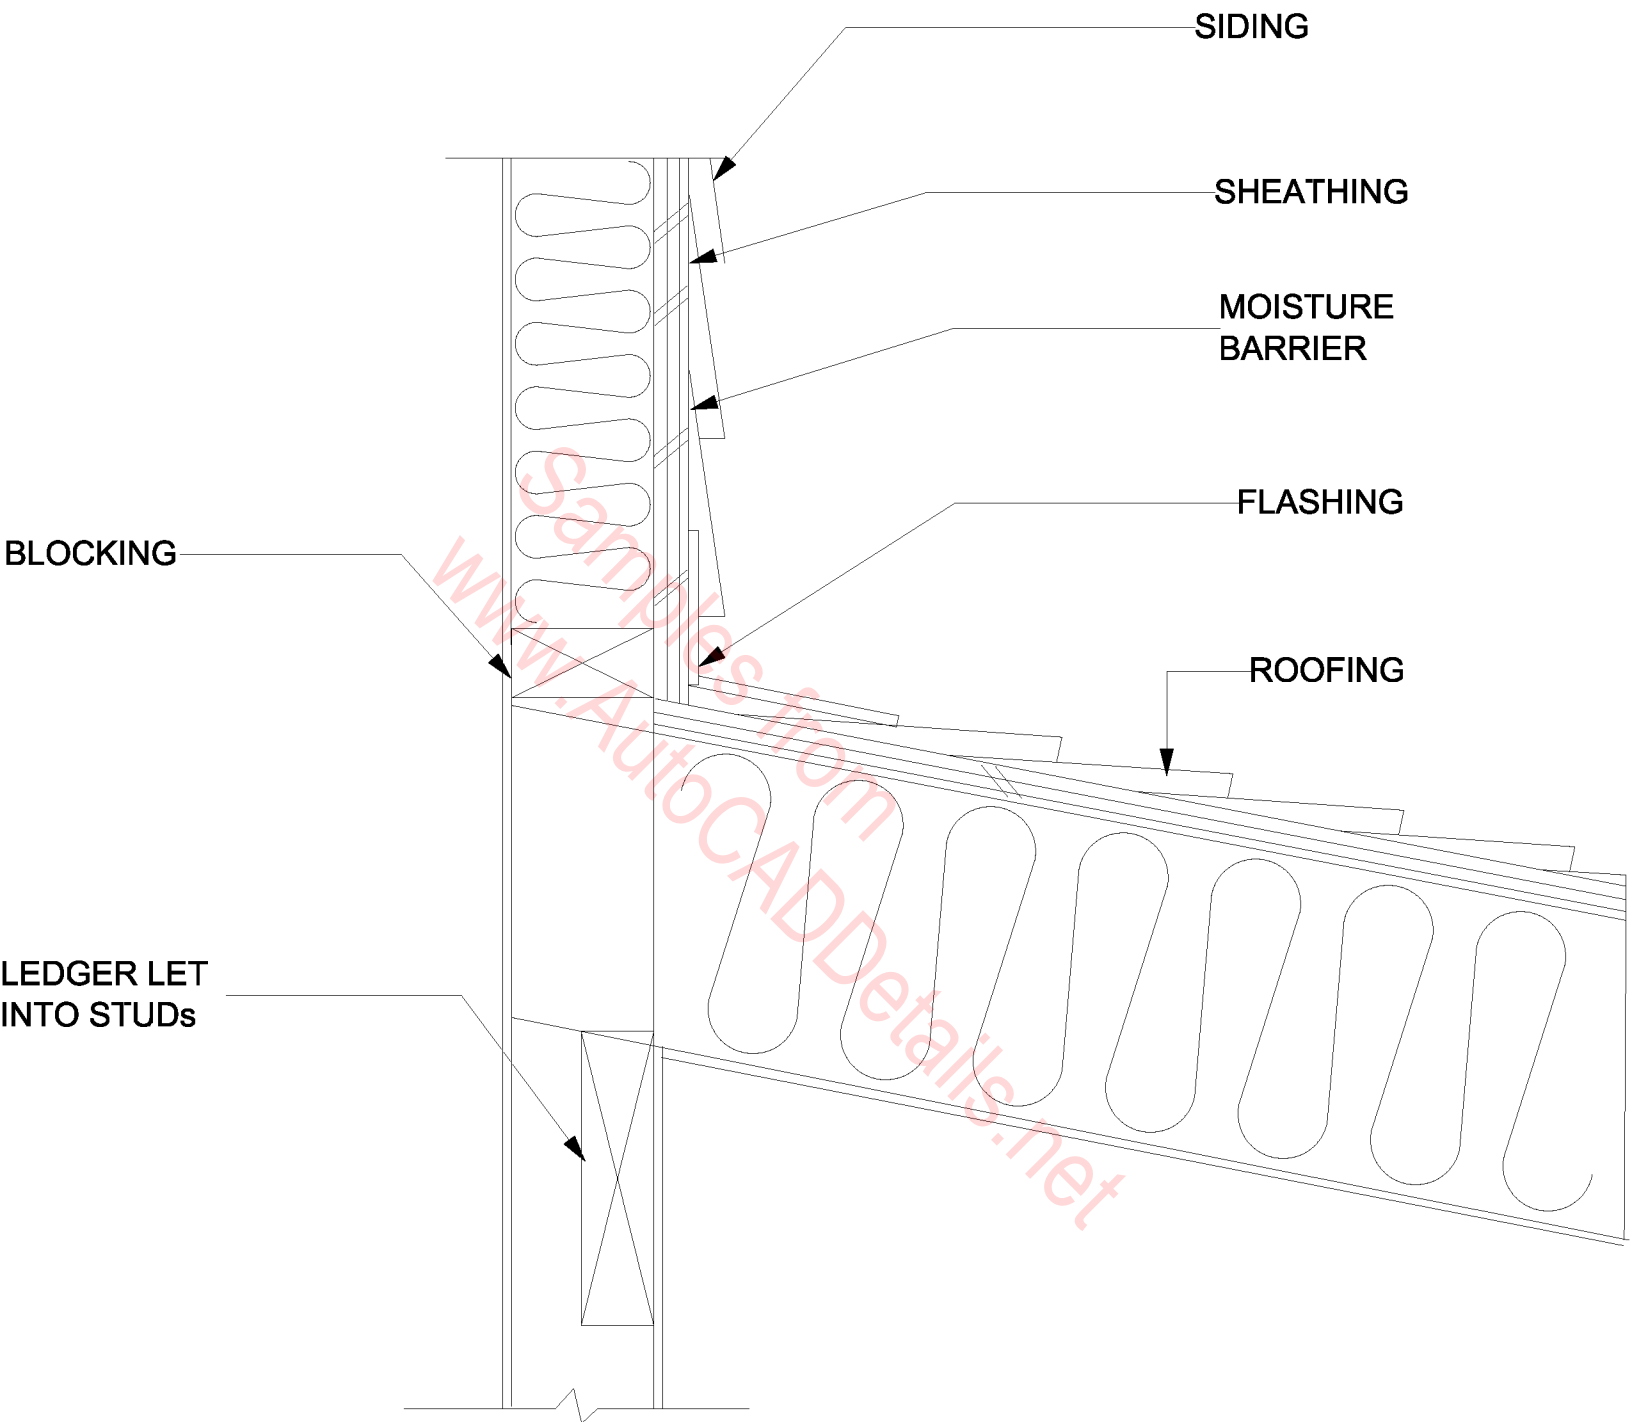 SIDING
SHEATHING
MOISTURE
BARRIER
FLASHING
BLOCKING
ROOFING
LEDGER LET
INTO STUDs
Samples from
www.AutoCADDetails.net